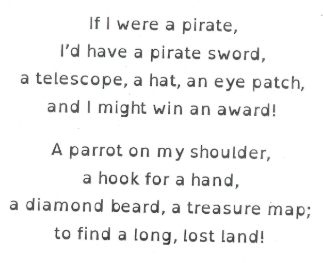 If I were a pirate,
I'd have a pirate sword,
a telescope, a hat, an eye patch,
and I might win an award!
A parrot on my shoulder,
a hook for a hand,
a diamond beard, a treasure map;
to find a long, lost land!